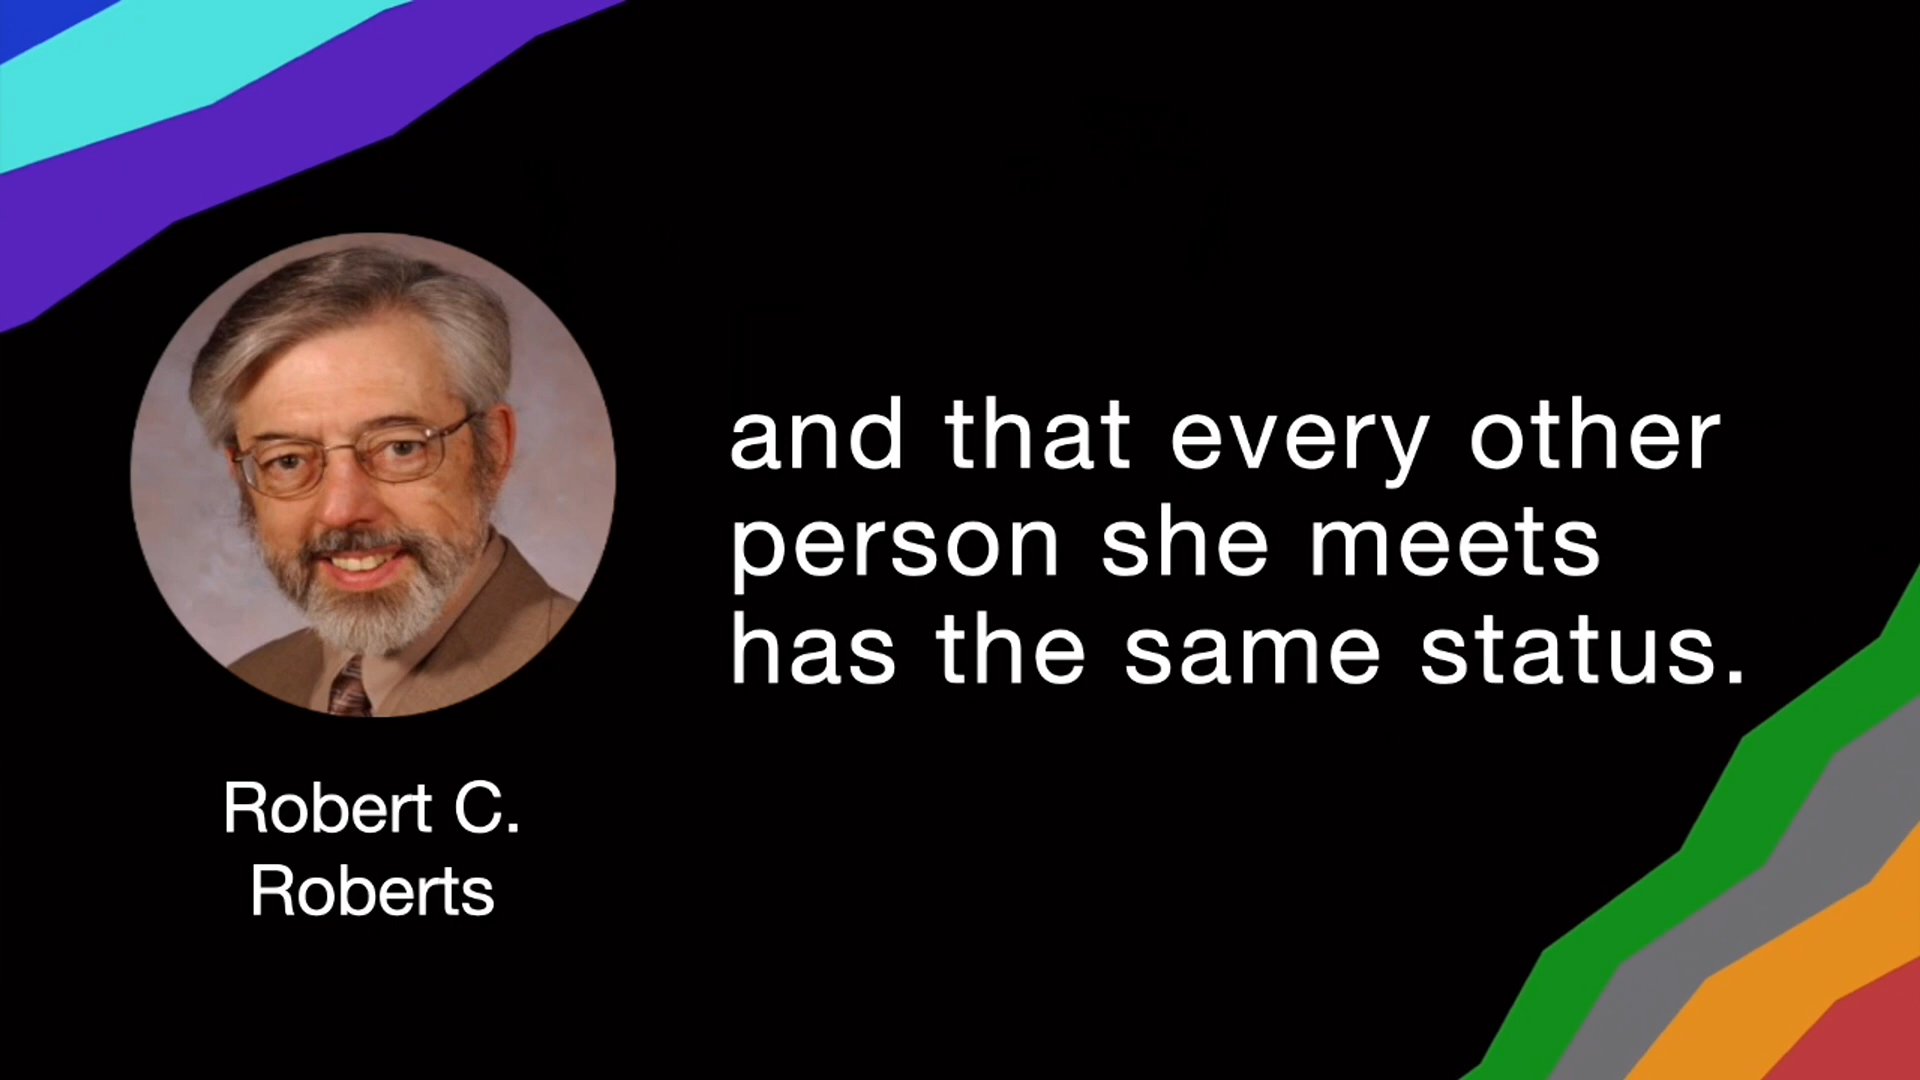 and that every other
person she meets
has the same status.
Robert C.
Roberts